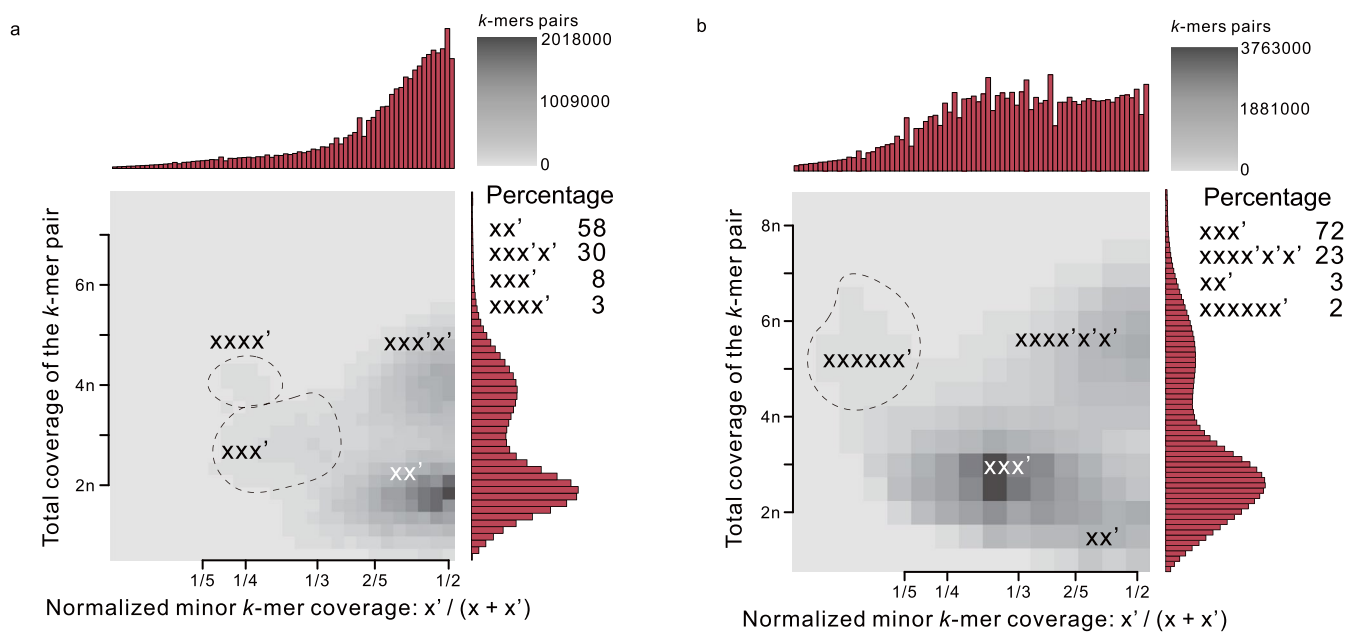 a
k-mers pairs
2018000
1009000
0
Percentage
xx’ 58
xxx’x’ 30
xxx’ 8
xxxx’ 3
Total coverage of the k-mer pair
6n
4n
2n
xxxx’
xxx’x’
xxx’
xx’
1/5 1/4 1/3 2/5 1/2
Normalized minor k-mer coverage: x’ / (x + x’)
b
k-mers pairs
3763000
1881000
0
Percentage
xxx’ 72
xxxx’x’x’ 23
xx’ 3
xxxxxx’ 2
Total coverage of the k-mer pair
8n
6n
4n
2n
xxxx’x’x’
xxxxxx’
xxx’
xx’
1/5 1/4 1/3 2/5 1/2
Normalized minor k-mer coverage: x’ / (x + x’)